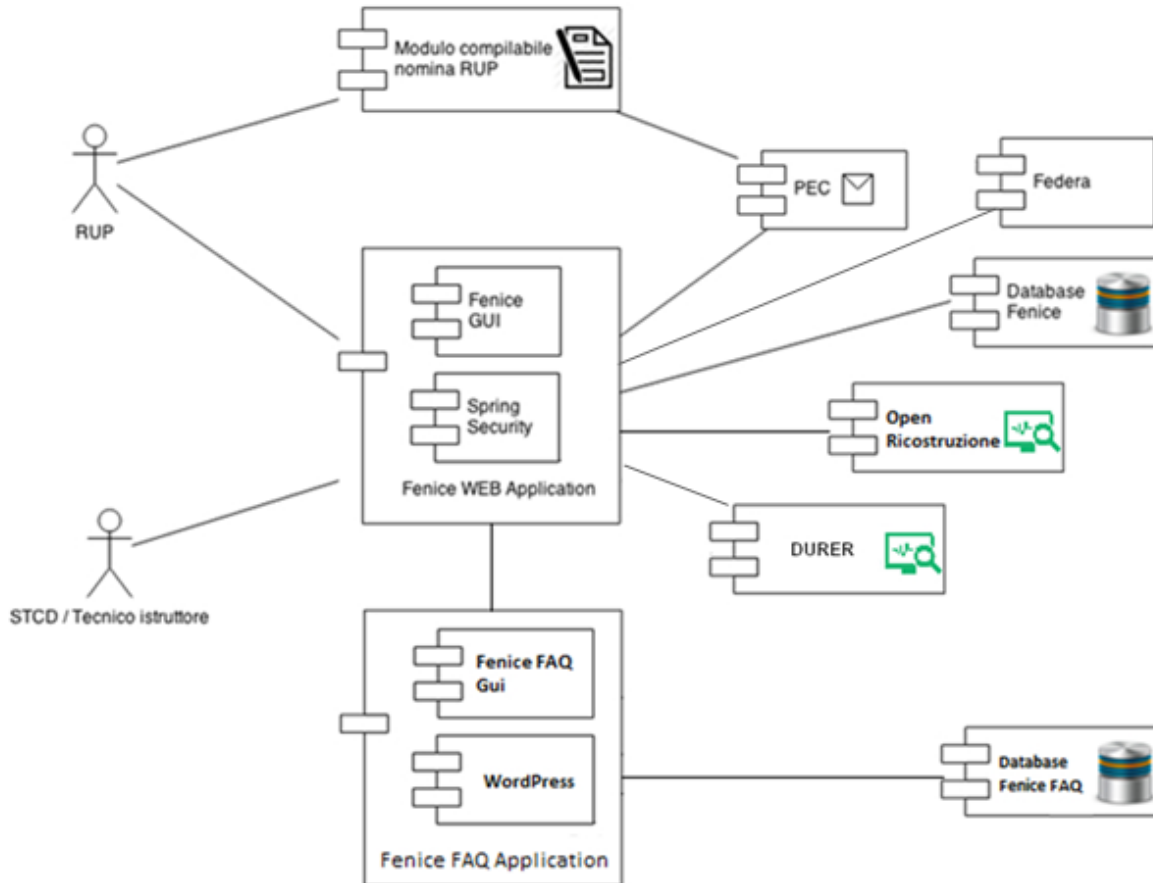 Modulo compilabile
nomina RUP
RUP
PEC
Federa
Fenice
GUI
Database
Fenice
Spring
Security
Open
Ricostruzione
Fenice WEB Application
DURER
STCD / Tecnico istruttore
Fenice FAQ
Gui
WordPress
Database
Fenice FAQ
Fenice FAQ Application